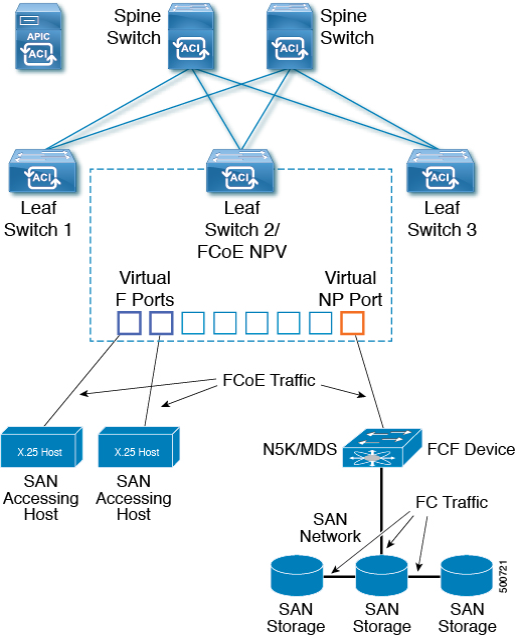 APIC
ACI
Spine
Switch
ACI
Spine
Switch
ACI
ACI
Leaf
Switch 1
ACI
Leaf
Switch 2/
FCoE NPV
ACI
Leaf
Switch 3
Virtual
F Ports
Virtual
NP Port
FCoE Traffic
X.25 Host
SAN
Accessing
Host
X.25 Host
SAN
Accessing
Host
N5K/MDS
FCF Device
FC Traffic
SAN
Network
SAN
Storage
SAN
Storage
SAN
Storage
500721